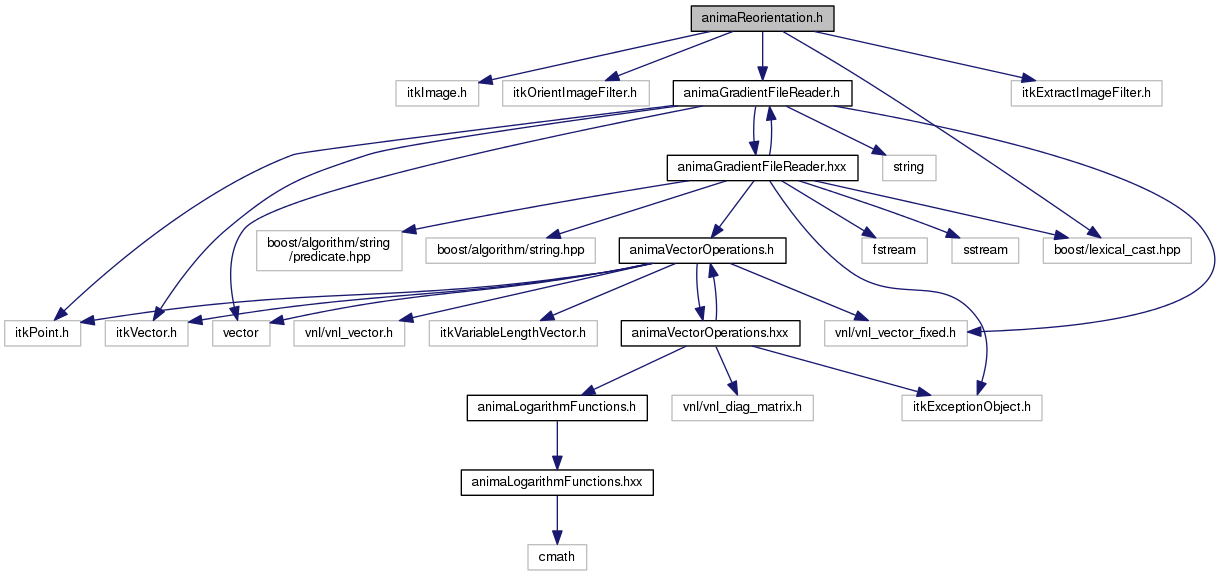 animaReorientation.h
itkImage.h
itkOrientImageFilter.h
animaGradientFileReader.h
itkExtractImageFilter.h
animaGradientFileReader.hxx
string
boost/algorithm/string
/predicate.hpp
boost/algorithm/string.hpp
animaVectorOperations.h
fstream
sstream
boost/lexical_cast.hpp
itkPoint.h
itkVector.h
vector
vnl/vnl_vector.h
itkVariableLengthVector.h
animaVectorOperations.hxx
vnl/vnl_vector_fixed.h
animaLogarithmFunctions.h
vnl/vnl_diag_matrix.h
itkExceptionObject.h
animaLogarithmFunctions.hxx
cmath